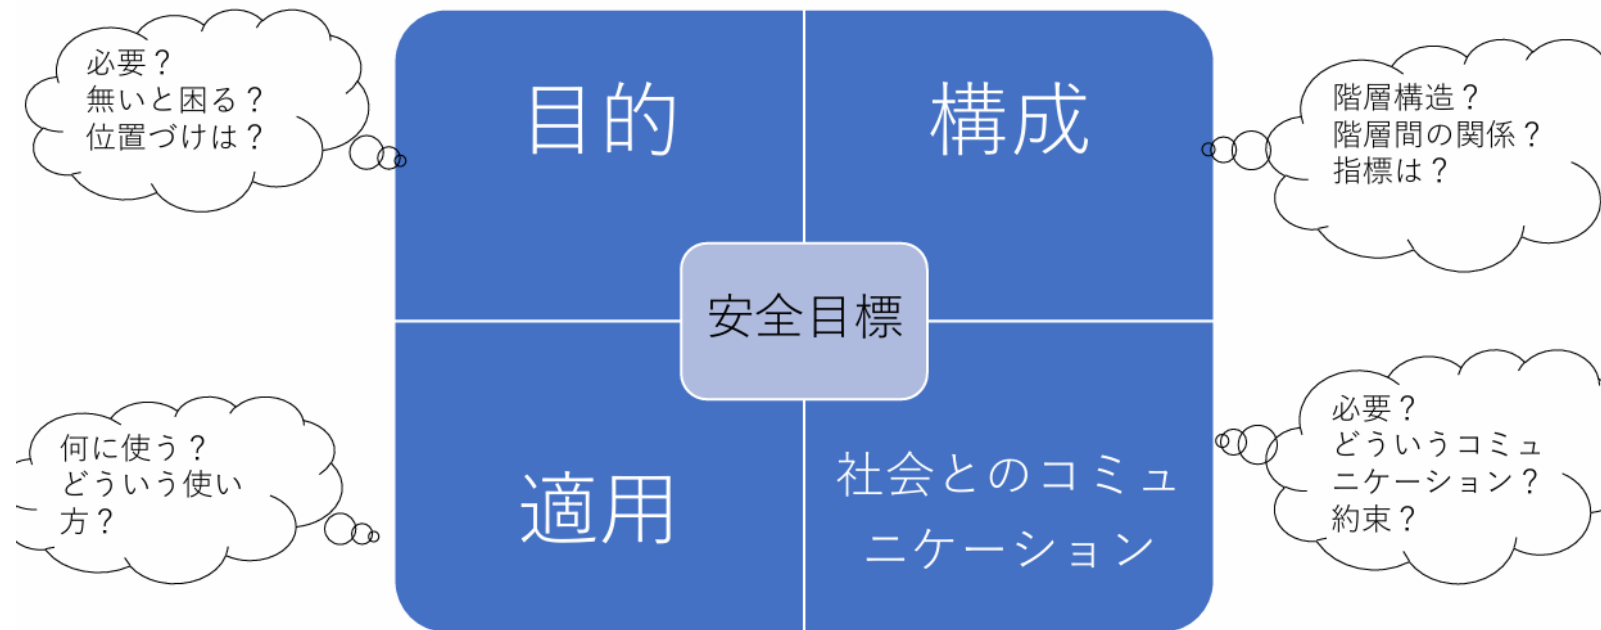 必要？
無いと困る？
位置づけは？
目的
構成
階層構造？
階層間の関係？
指標は？
安全目標
何に使う？
どういう使い
方？
適用
社会とのコミュ
ニケーション
必要？
どういうコミュ
ニケーション？
約束？